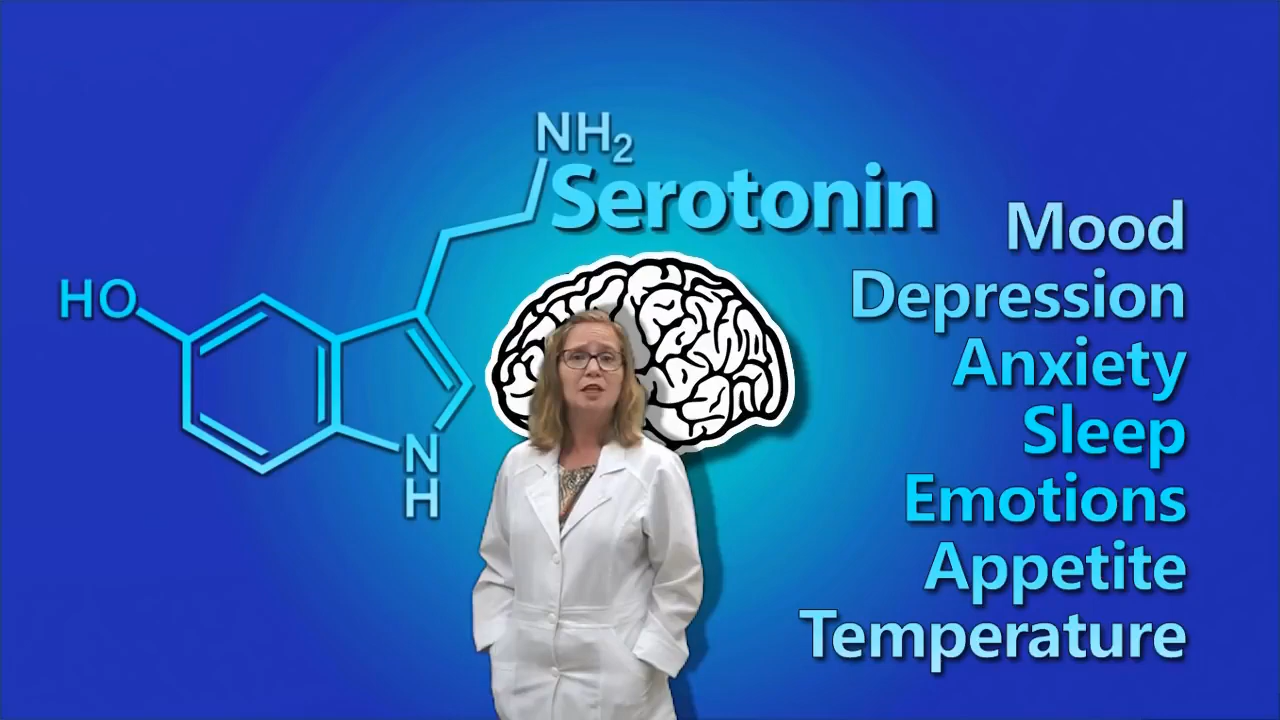 NH₂
Serotonin
Mood
Depression
Anxiety
Sleep
Emotions
Appetite
Temperature
HO
N
H